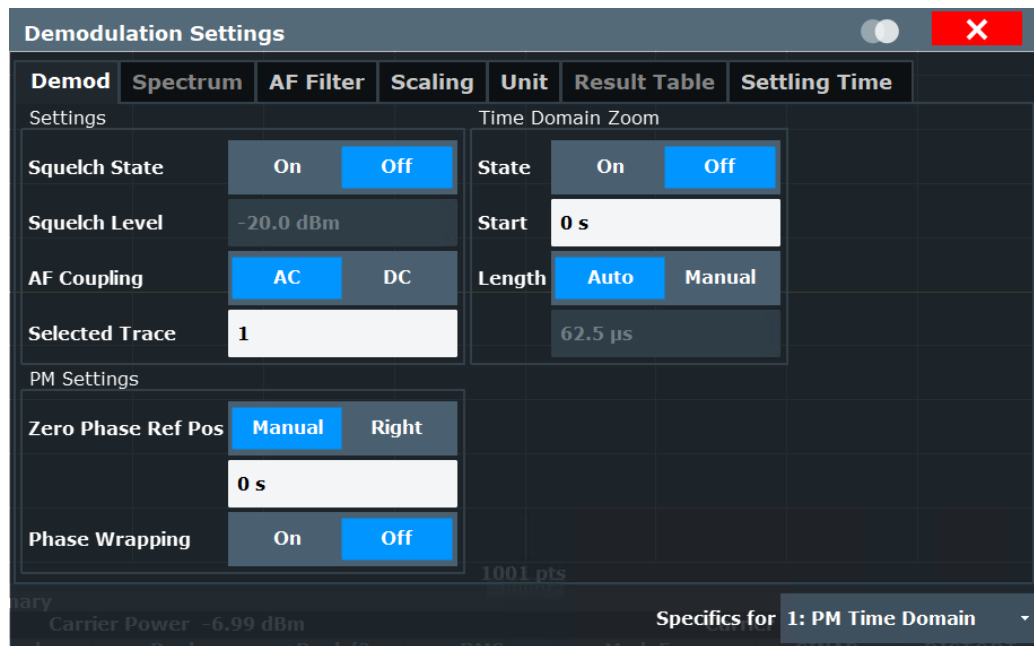 Demodulation Settings
Demod Spectrum AF Filter Scaling Unit Result Table Settling Time
Settings
Time Domain Zoom
Squelch State On Off
State On Off
Squelch Level -20.0 dBm
Start 0 s
AF Coupling AC DC
Length Auto Manual
Selected Trace 1
62.5 µs
PM Settings
Zero Phase Ref Pos Manual Right
0 s
Phase Wrapping On Off
1001 pts
Carrier Power -6.99 dBm
Specifics for 1: PM Time Domain